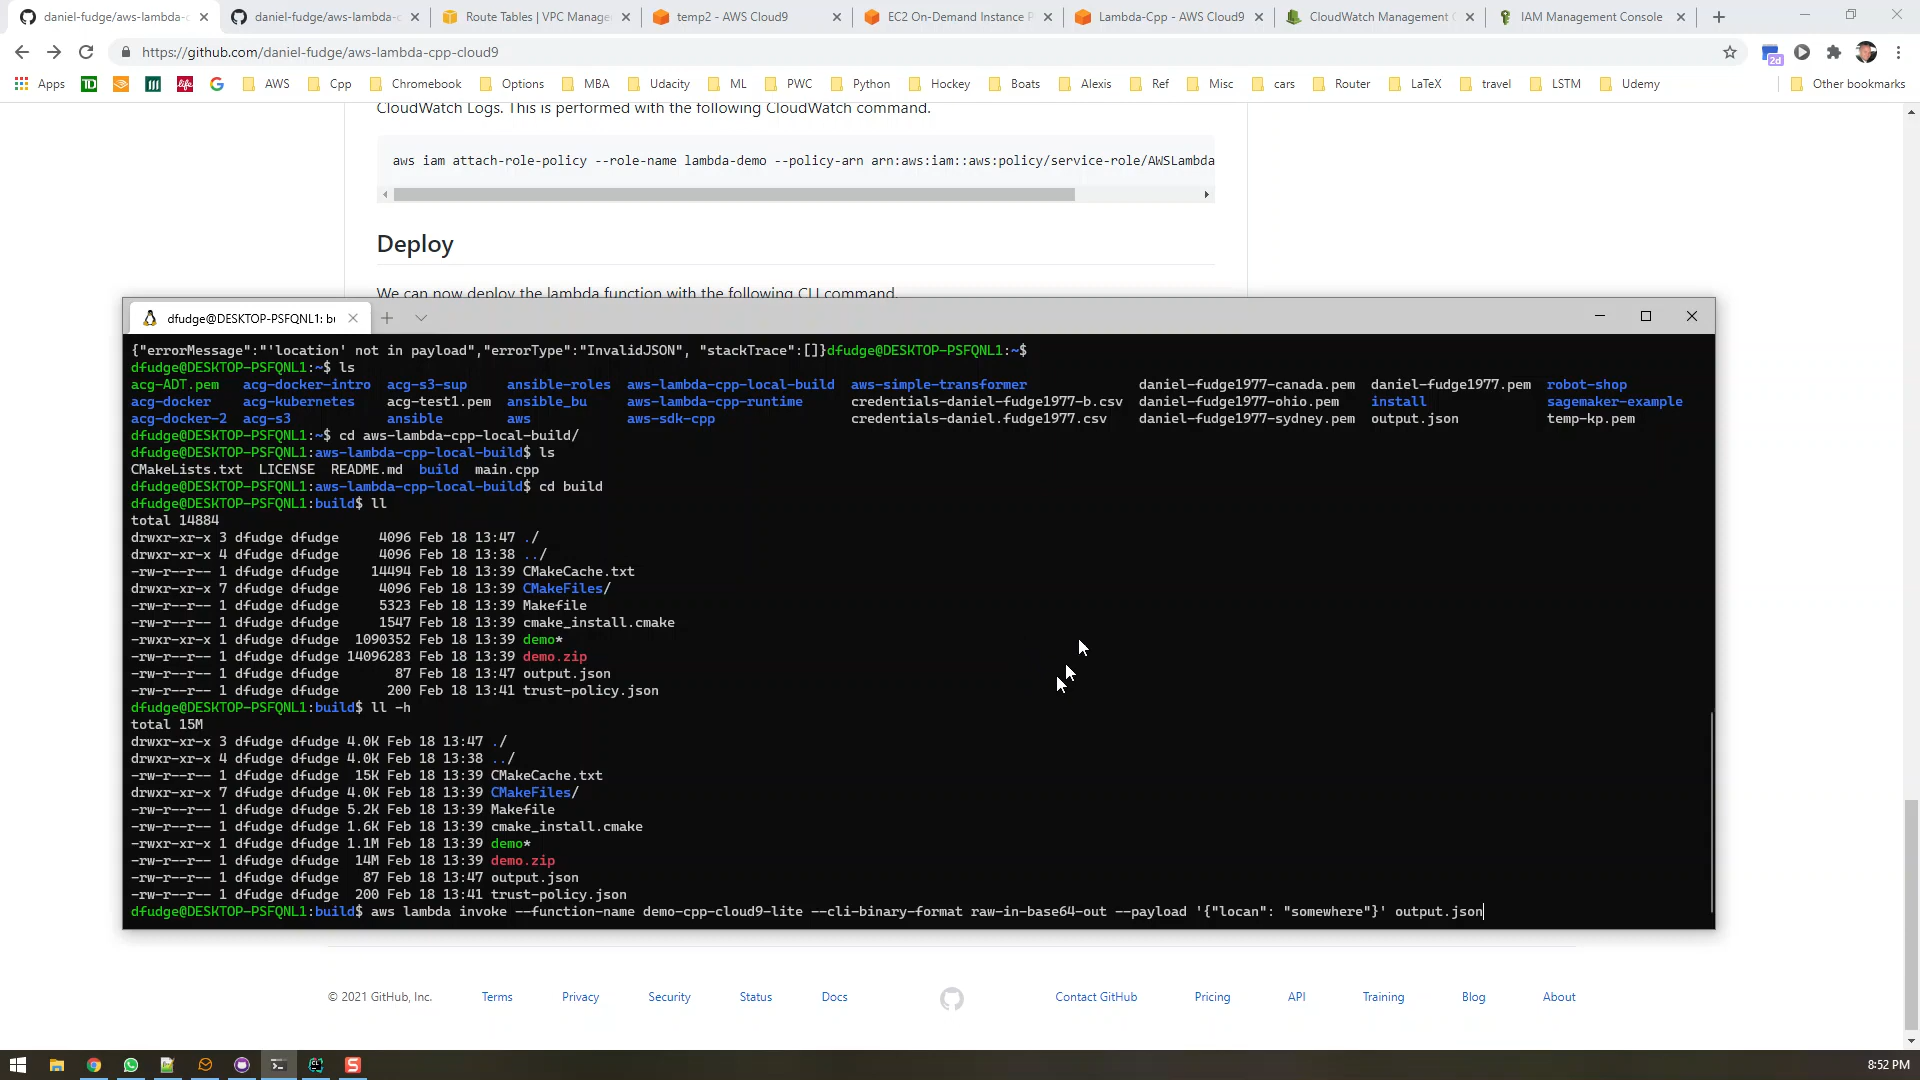 daniel-fudge/aws-lambda-c
daniel-fudge/aws-lambda-c
Route Tables | VPC Manage
temp2 - AWS Cloud9
EC2 On-Demand Instance P
Lambda-Cpp - AWS Cloud9
CloudWatch Management C
IAM Management Console
https://github.com/daniel-fudge/aws-lambda-cpp-cloud9
2d
Apps
TD
life
G
AWS
Cpp
Chromebook
Options
MBA
Udacity
ML
PWC
Python
Hockey
Boats
Alexis
Ref
Misc
cars
Router
LaTeX
travel
LSTM
Udemy
Other bookmarks
CloudWatch Logs. This is performed with the following CloudWatch command.
aws iam attach-role-policy --role-name lambda-demo --policy-arn arn:aws:iam::aws:policy/service-role/AWSLambda
Deploy
We can now deploy the lambda function with the following CLI command.
dfudge@DESKTOP-PSFQNL1: bu
{"errorMessage":"'location' not in payload","errorType":"InvalidJSON", "stackTrace":[]}dfudge@DESKTOP-PSFQNL1:~$
dfudge@DESKTOP-PSFQNL1:~$ ls
acg-ADT.pem acg-docker-intro acg-s3-sup ansible-roles aws-lambda-cpp-local-build aws-simple-transformer daniel-fudge1977-canada.pem daniel-fudge1977.pem robot-shop
acg-docker acg-kubernetes acg-test1.pem ansible_bu aws-lambda-cpp-runtime credentials-daniel-fudge1977-b.csv daniel-fudge1977-ohio.pem install sagemaker-example
acg-docker-2 acg-s3 ansible aws aws-sdk-cpp credentials-daniel.fudge1977.csv daniel-fudge1977-sydney.pem output.json temp-kp.pem
dfudge@DESKTOP-PSFQNL1:~$ cd aws-lambda-cpp-local-build/
dfudge@DESKTOP-PSFQNL1:aws-lambda-cpp-local-build$ ls
CMakeLists.txt LICENSE README.md build main.cpp
dfudge@DESKTOP-PSFQNL1:aws-lambda-cpp-local-build$ cd build
dfudge@DESKTOP-PSFQNL1:build$ ll
total 14884
drwxr-xr-x 3 dfudge dfudge 4096 Feb 18 13:47 ./
drwxr-xr-x 4 dfudge dfudge 4096 Feb 18 13:38 ../
-rw-r--r-- 1 dfudge dfudge 14494 Feb 18 13:39 CMakeCache.txt
drwxr-xr-x 7 dfudge dfudge 4096 Feb 18 13:39 CMakeFiles/
-rw-r--r-- 1 dfudge dfudge 5323 Feb 18 13:39 Makefile
-rw-r--r-- 1 dfudge dfudge 1547 Feb 18 13:39 cmake_install.cmake
-rwxr-xr-x 1 dfudge dfudge 1090352 Feb 18 13:39 demo*
-rw-r--r-- 1 dfudge dfudge 14096283 Feb 18 13:39 demo.zip
-rw-r--r-- 1 dfudge dfudge 87 Feb 18 13:47 output.json
-rw-r--r-- 1 dfudge dfudge 200 Feb 18 13:41 trust-policy.json
dfudge@DESKTOP-PSFQNL1:build$ ll -h
total 15M
drwxr-xr-x 3 dfudge dfudge 4.0K Feb 18 13:47 ./
drwxr-xr-x 4 dfudge dfudge 4.0K Feb 18 13:38 ../
-rw-r--r-- 1 dfudge dfudge 15K Feb 18 13:39 CMakeCache.txt
drwxr-xr-x 7 dfudge dfudge 4.0K Feb 18 13:39 CMakeFiles/
-rw-r--r-- 1 dfudge dfudge 5.2K Feb 18 13:39 Makefile
-rw-r--r-- 1 dfudge dfudge 1.6K Feb 18 13:39 cmake_install.cmake
-rwxr-xr-x 1 dfudge dfudge 1.1M Feb 18 13:39 demo*
-rw-r--r-- 1 dfudge dfudge 14M Feb 18 13:39 demo.zip
-rw-r--r-- 1 dfudge dfudge 87 Feb 18 13:47 output.json
-rw-r--r-- 1 dfudge dfudge 200 Feb 18 13:41 trust-policy.json
dfudge@DESKTOP-PSFQNL1:build$ aws lambda invoke --function-name demo-cpp-cloud9-lite --cli-binary-format raw-in-base64-out --payload '{"locan": "somewhere"}' output.json
© 2021 GitHub, Inc.
Terms
Privacy
Security
Status
Docs
Contact GitHub
Pricing
API
Training
Blog
About
8:52 PM